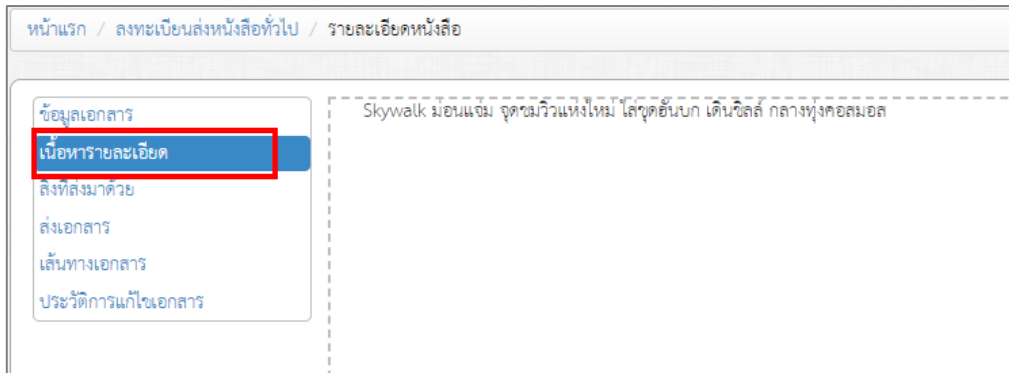 หน้าแรก / ลงทะเบียนส่งหนังสือทั่วไป / รายละเอียดหนังสือ
ข้อมูลเอกสาร
เนื้อหารายละเอียด
สิ่งที่ส่งมาด้วย
ส่งเอกสาร
เส้นทางเอกสาร
ประวัติการแก้ไขเอกสาร
Skywalk ม่อนแจ่ม จุดชมวิวแห่งใหม่ ใส่ชุดฮันบก เดินชิลล์ กลางทุ่งคอสมอส